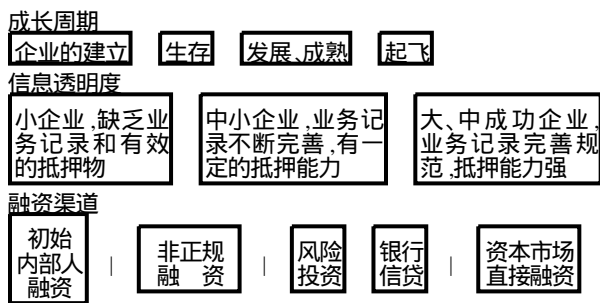 成长周期
企业的建立 生存 发展、成熟 起飞
信息透明度
小企业,缺乏业 中小企业,业务记 大、中成功企业,
务记录和有效 录不断完善,有一 业务记录完善规
的抵押物 定的抵押能力 范,抵押能力强
融资渠道
初始 非正规 风险 银行 资本市场
内部人 | 融 资 | 投资 信贷 | 直接融资
融资